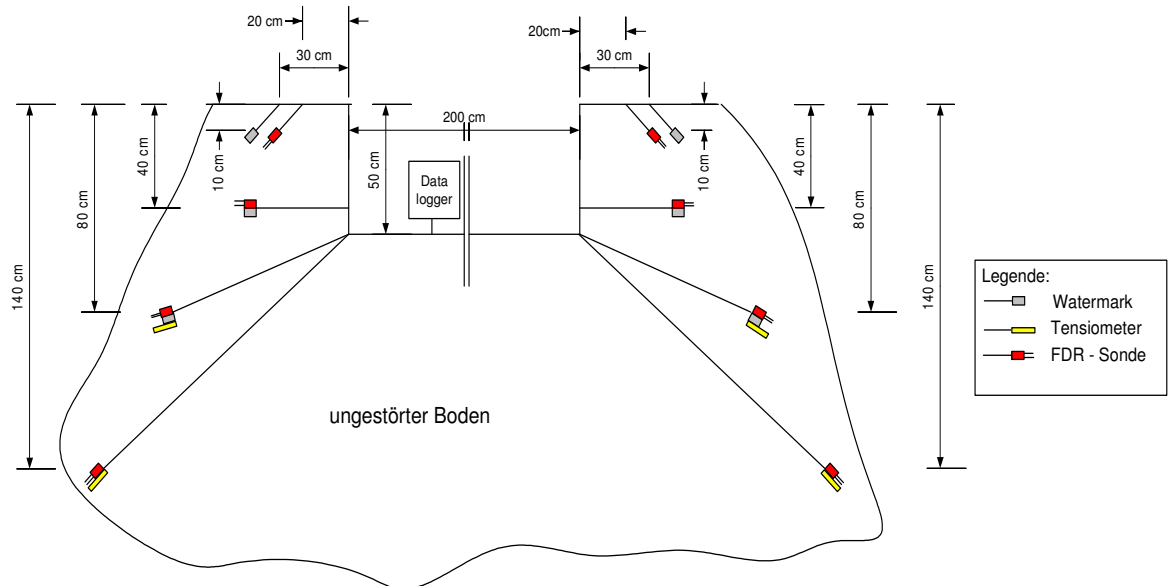 20 cm
30 cm
20cm
30 cm
200 cm
10 cm
40 cm
80 cm
140 cm
50 cm
Data
logger
10 cm
40 cm
80 cm
140 cm
ungestörter Boden
Legende:
Watermark
Tensiometer
FDR - Sonde